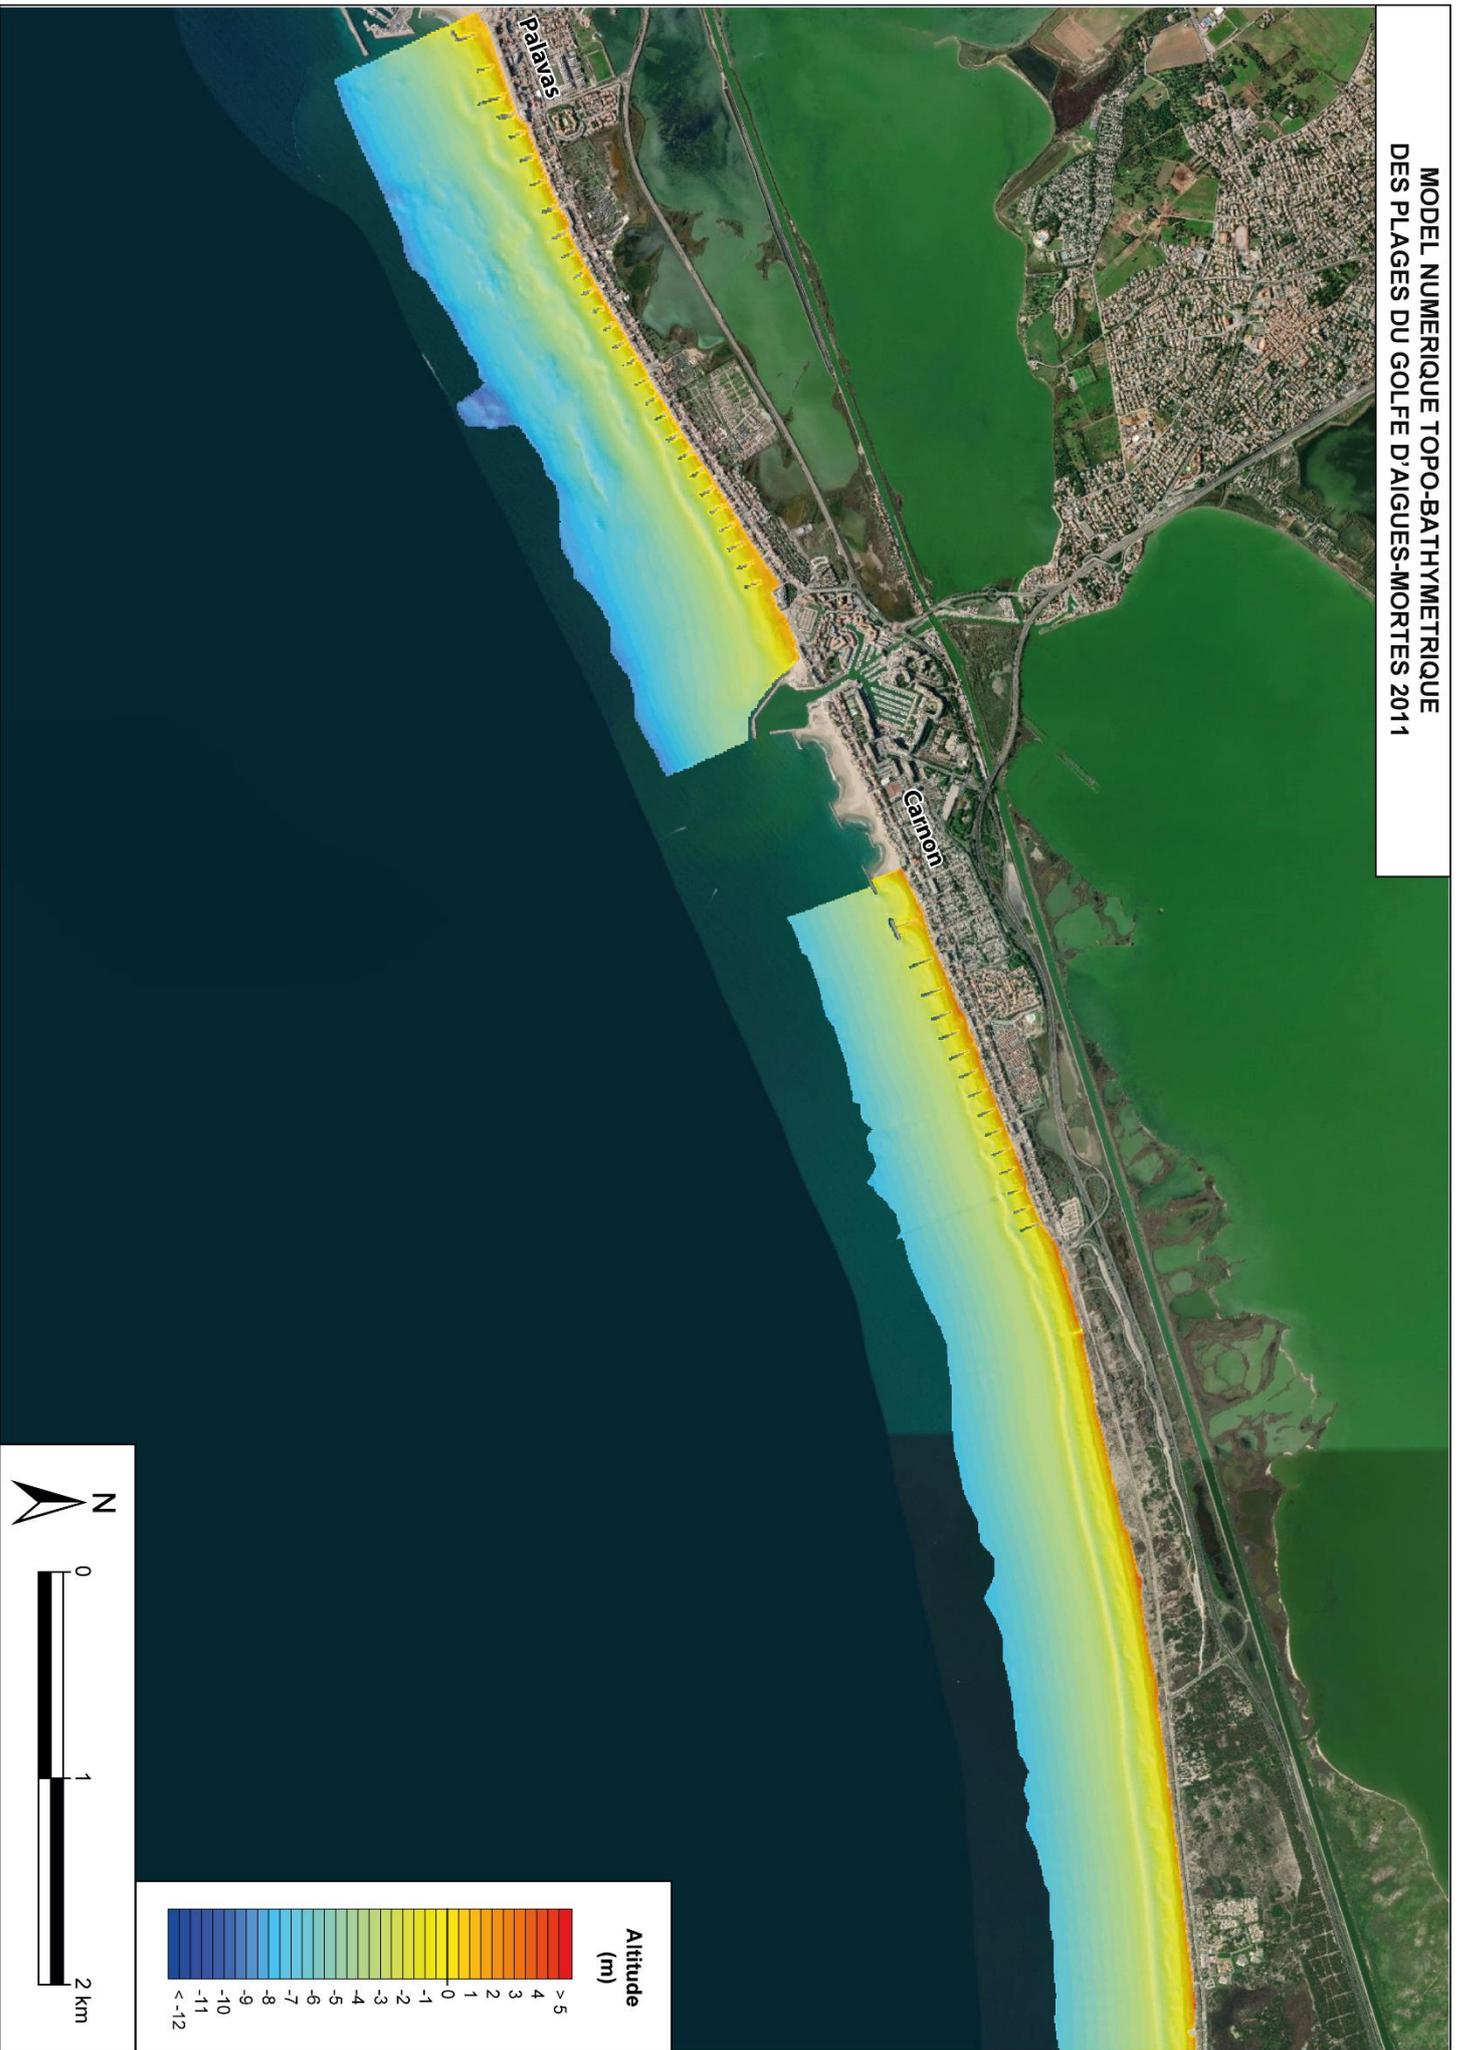 MODEL NUMERIQUE TOPO-BATHYMETRIQUE
DES PLAGES DU GOLFE D'AIGUES-MORTES 2011
Palavas
Carnon
N
0
1
2 km
Altitude
(m)
> 5
4
3
2
1
0
-1
-2
-3
-4
-5
-6
-7
-8
-9
-10
-11
< -12